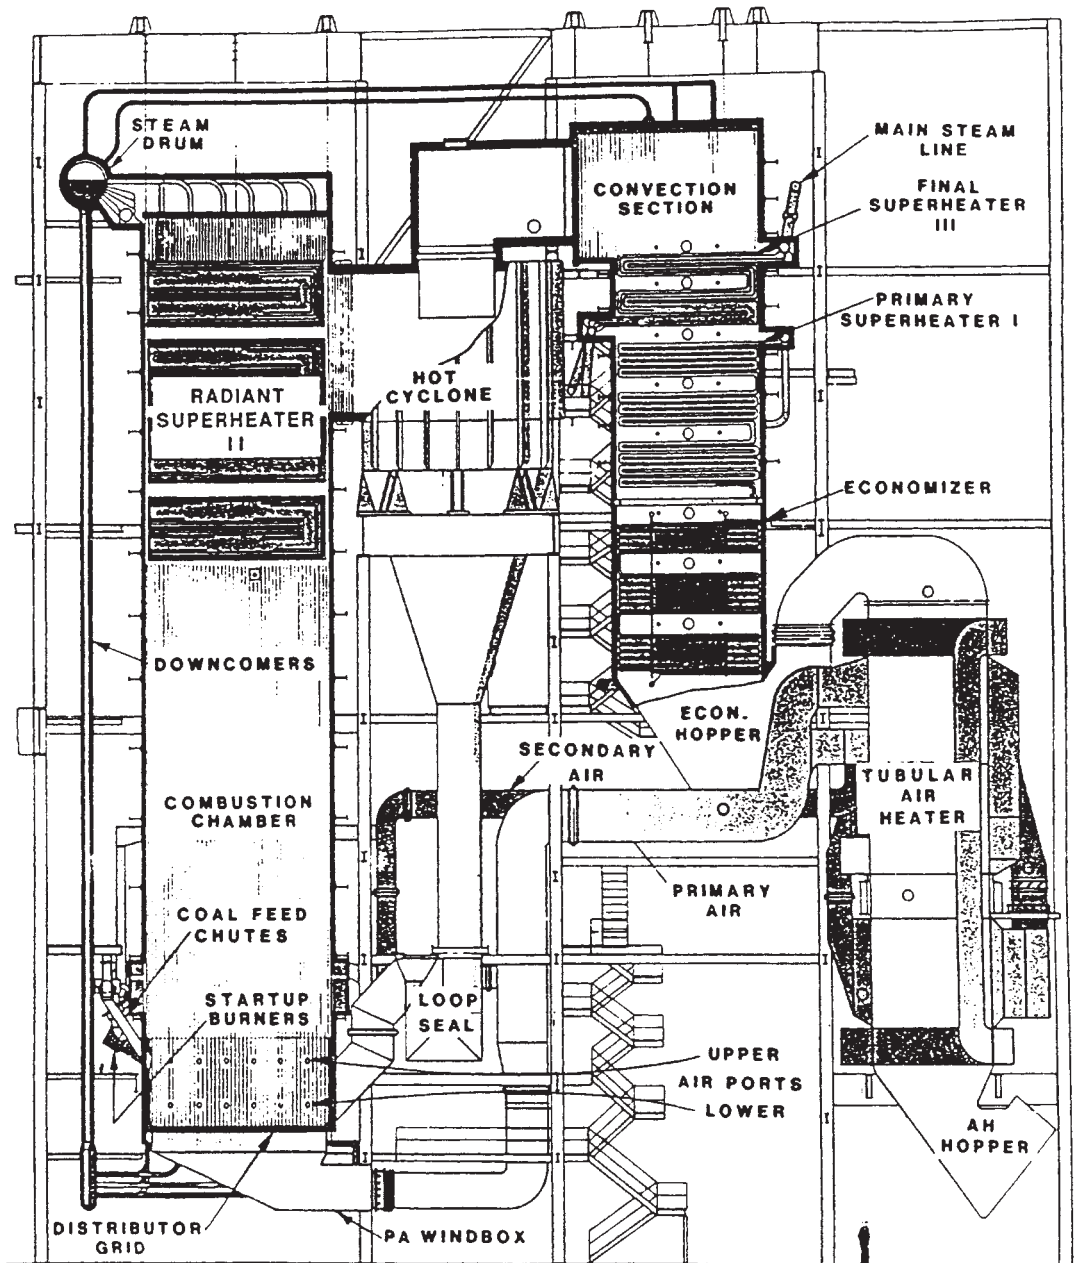 STEAM
DRUM
MAIN STEAM
LINE
CONVECTION
SECTION
FINAL
SUPERHEATER
III
PRIMARY
SUPERHEATER I
HOT
CYCLONE
RADIANT
SUPERHEATER
II
ECONOMIZER
DOWNCOMERS
ECON.
HOPPER
SECONDARY
AIR
TUBULAR
AIR
HEATER
COMBUSTION
CHAMBER
PRIMARY
AIR
COAL FEED
CHUTES
STARTUP
BURNERS
LOOP
SEAL
UPPER
AIR PORTS
LOWER
AH
HOPPER
DISTRIBUTOR
GRID
PA WINDBOX